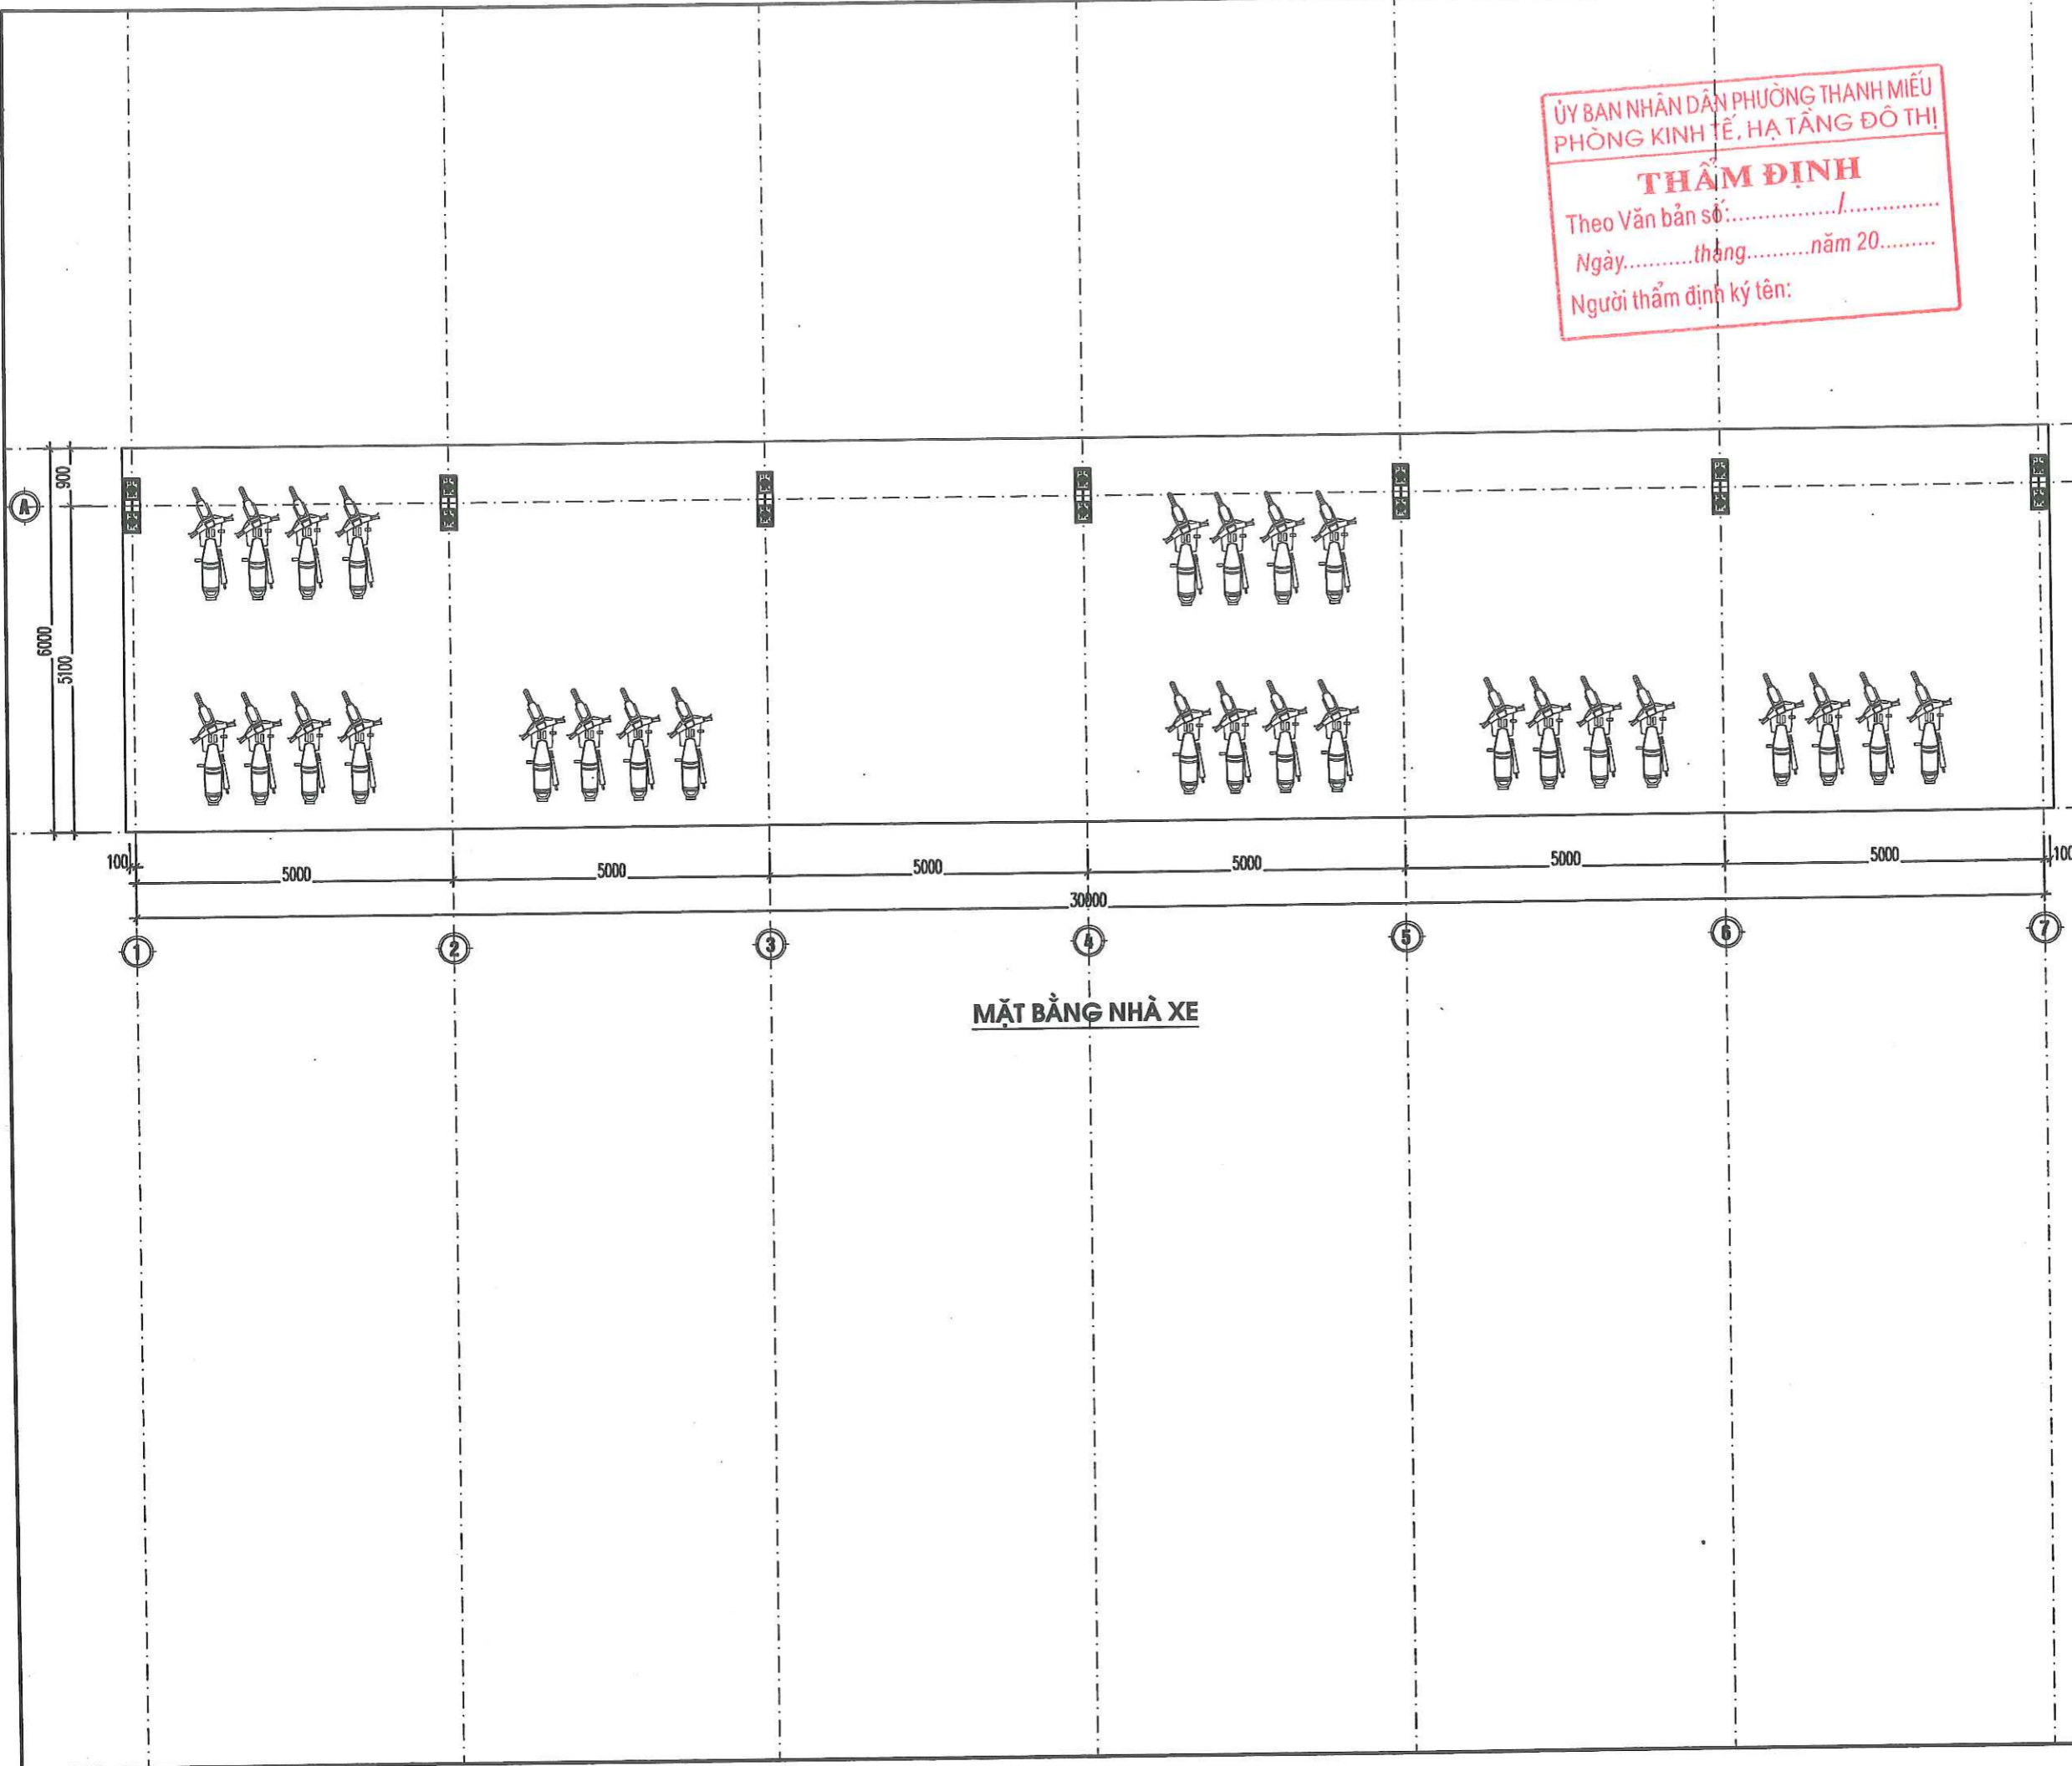 ỦY BAN NHÂN DÂN PHƯỜNG THANH MIẾU
PHÒNG KINH TẾ, HẠ TẦNG ĐÔ THỊ
THẨM ĐỊNH
Theo Văn bản số:................/...............
Ngày...........tháng..........năm 20.........
Người thẩm định ký tên:
900
A
6000
5100
100
5000
5000
5000
5000
5000
5000
100
30000
1
2
3
4
5
6
7
MẶT BẰNG NHÀ XE